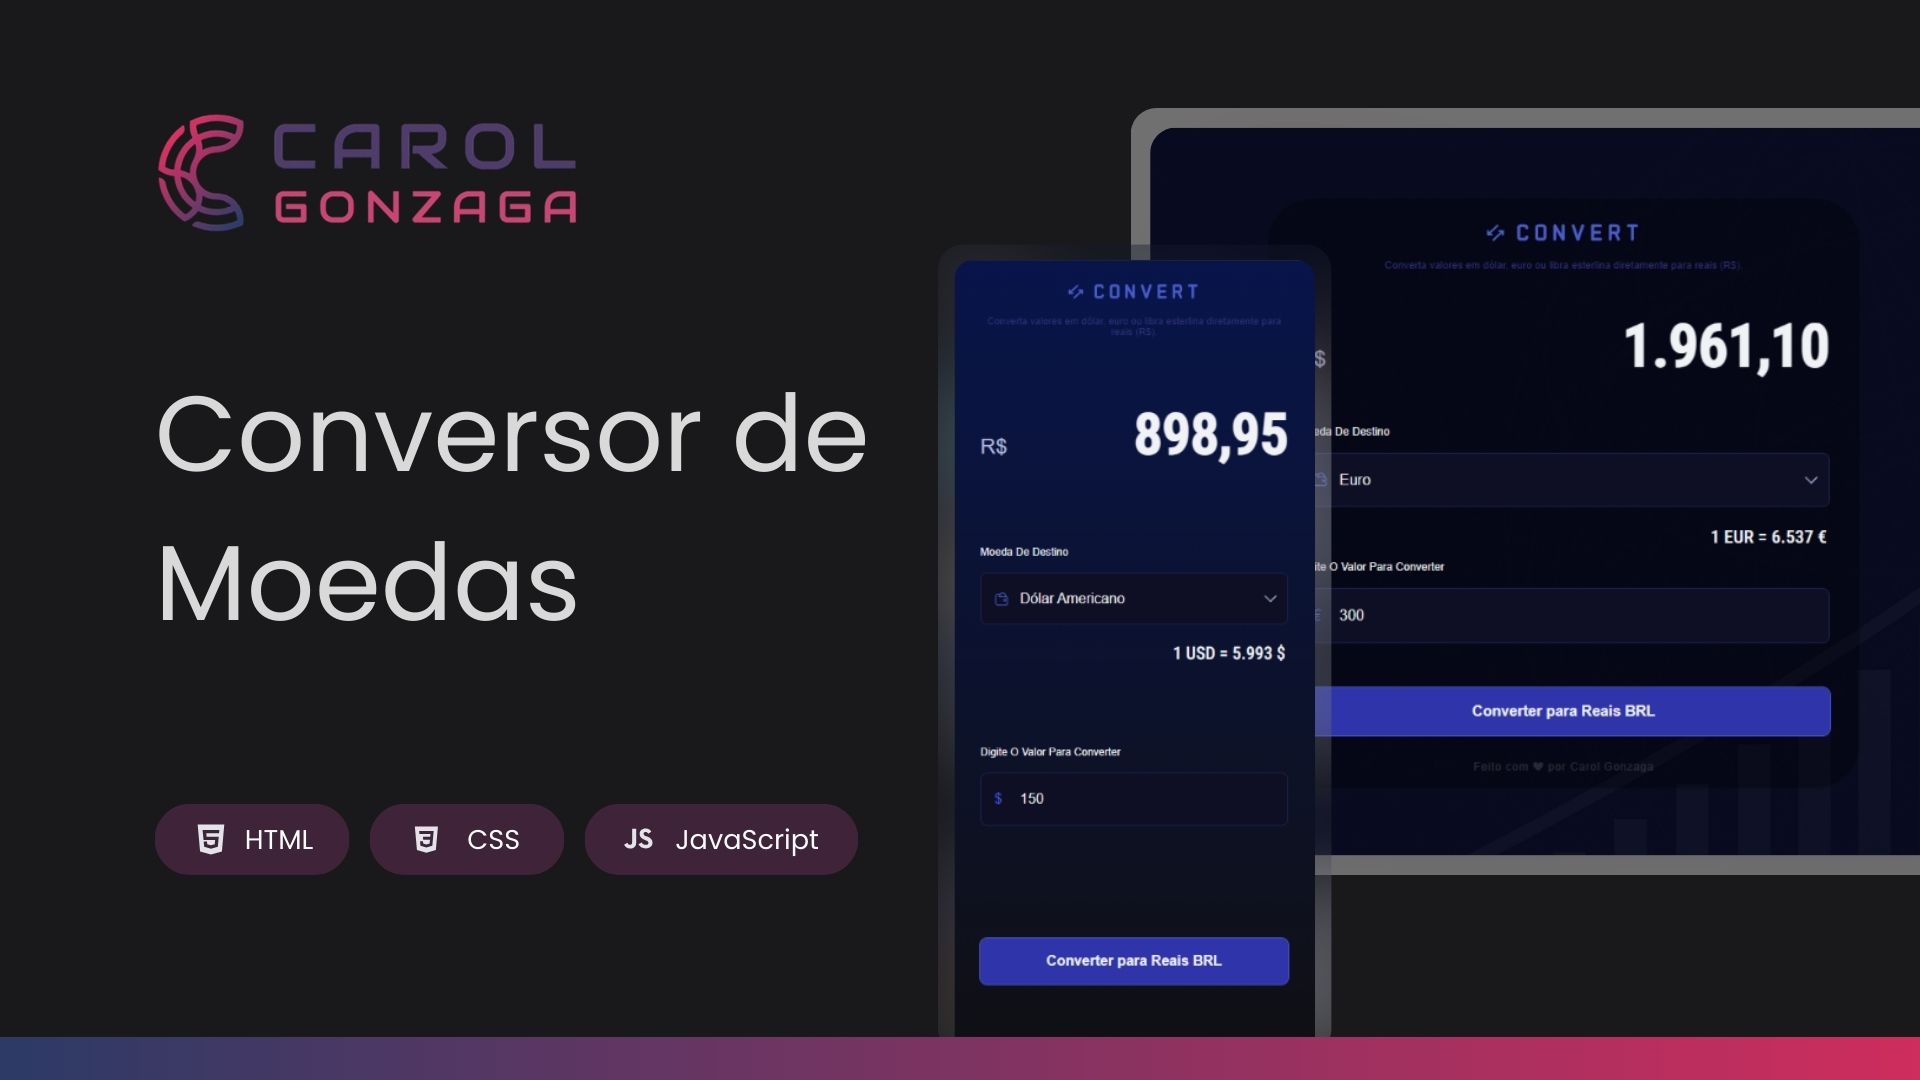 CAROL
GONZAGA
Conversor de
Moedas
HTML
CSS
JS JavaScript
CONVERT
Converta valores em dólar, euro ou libra esterlina diretamente para
reais (R$).
R$
898,95
Moeda De Destino
Dólar Americano
1 USD = 5.993 $
Digite O Valor Para Converter
$ 150
Converter para Reais BRL
CONVERT
Converta valores em dólar, euro ou libra esterlina diretamente para reais (R$).
$
1.961,10
eda De Destino
Euro
1 EUR = 6.537 €
ite O Valor Para Converter
300
Converter para Reais BRL
Feito com ❤ por Carol Gonzaga